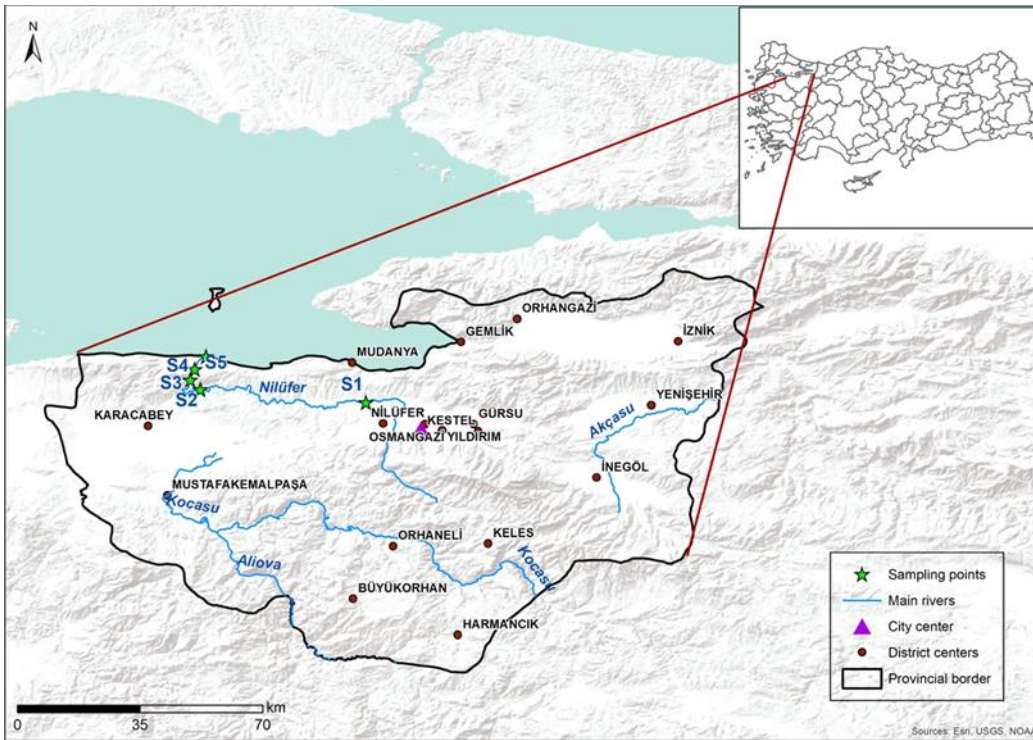 N
ORHANGAZİ
GEMLİK
İZNİK
MUDANYA
S4
S5
S3
S2
Nilüfer
S1
KARACABEY
NİLÜFER
KESTEL
GÜRSU
OSMANGAZİ
YILDIRIM
YENİŞEHİR
Akçasu
İNEGÖL
MUSTAFAKEMALPAŞA
Kocasu
ORHANELİ
KELES
Aliova
Kocasu
BÜYÜKORHAN
HARMANCIK
Sampling points
Main rivers
City center
District centers
Provincial border
km
0 35 70
Sources: Esri, USGS, NOAA